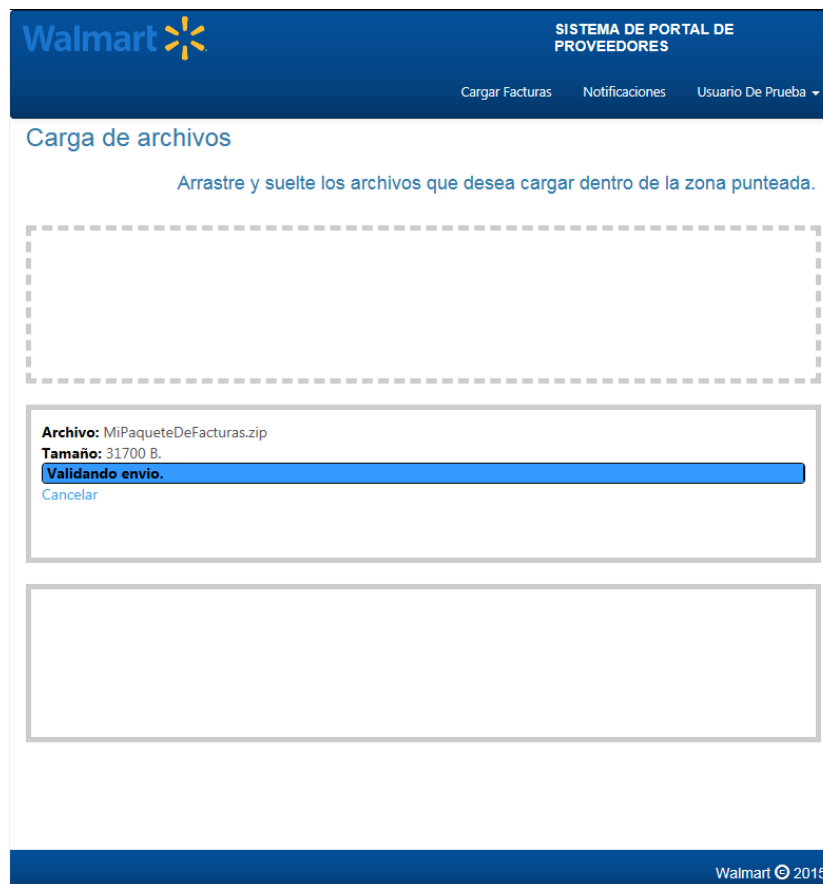 Walmart
SISTEMA DE PORTAL DE
PROVEEDORES
Cargar Facturas Notificaciones Usuario De Prueba
Carga de archivos
Arrastre y suelte los archivos que desea cargar dentro de la zona punteada.
Archivo: MiPaqueteDeFacturas.zip
Tamaño: 31700 B.
Validando envio.
Cancelar
Walmart © 2015